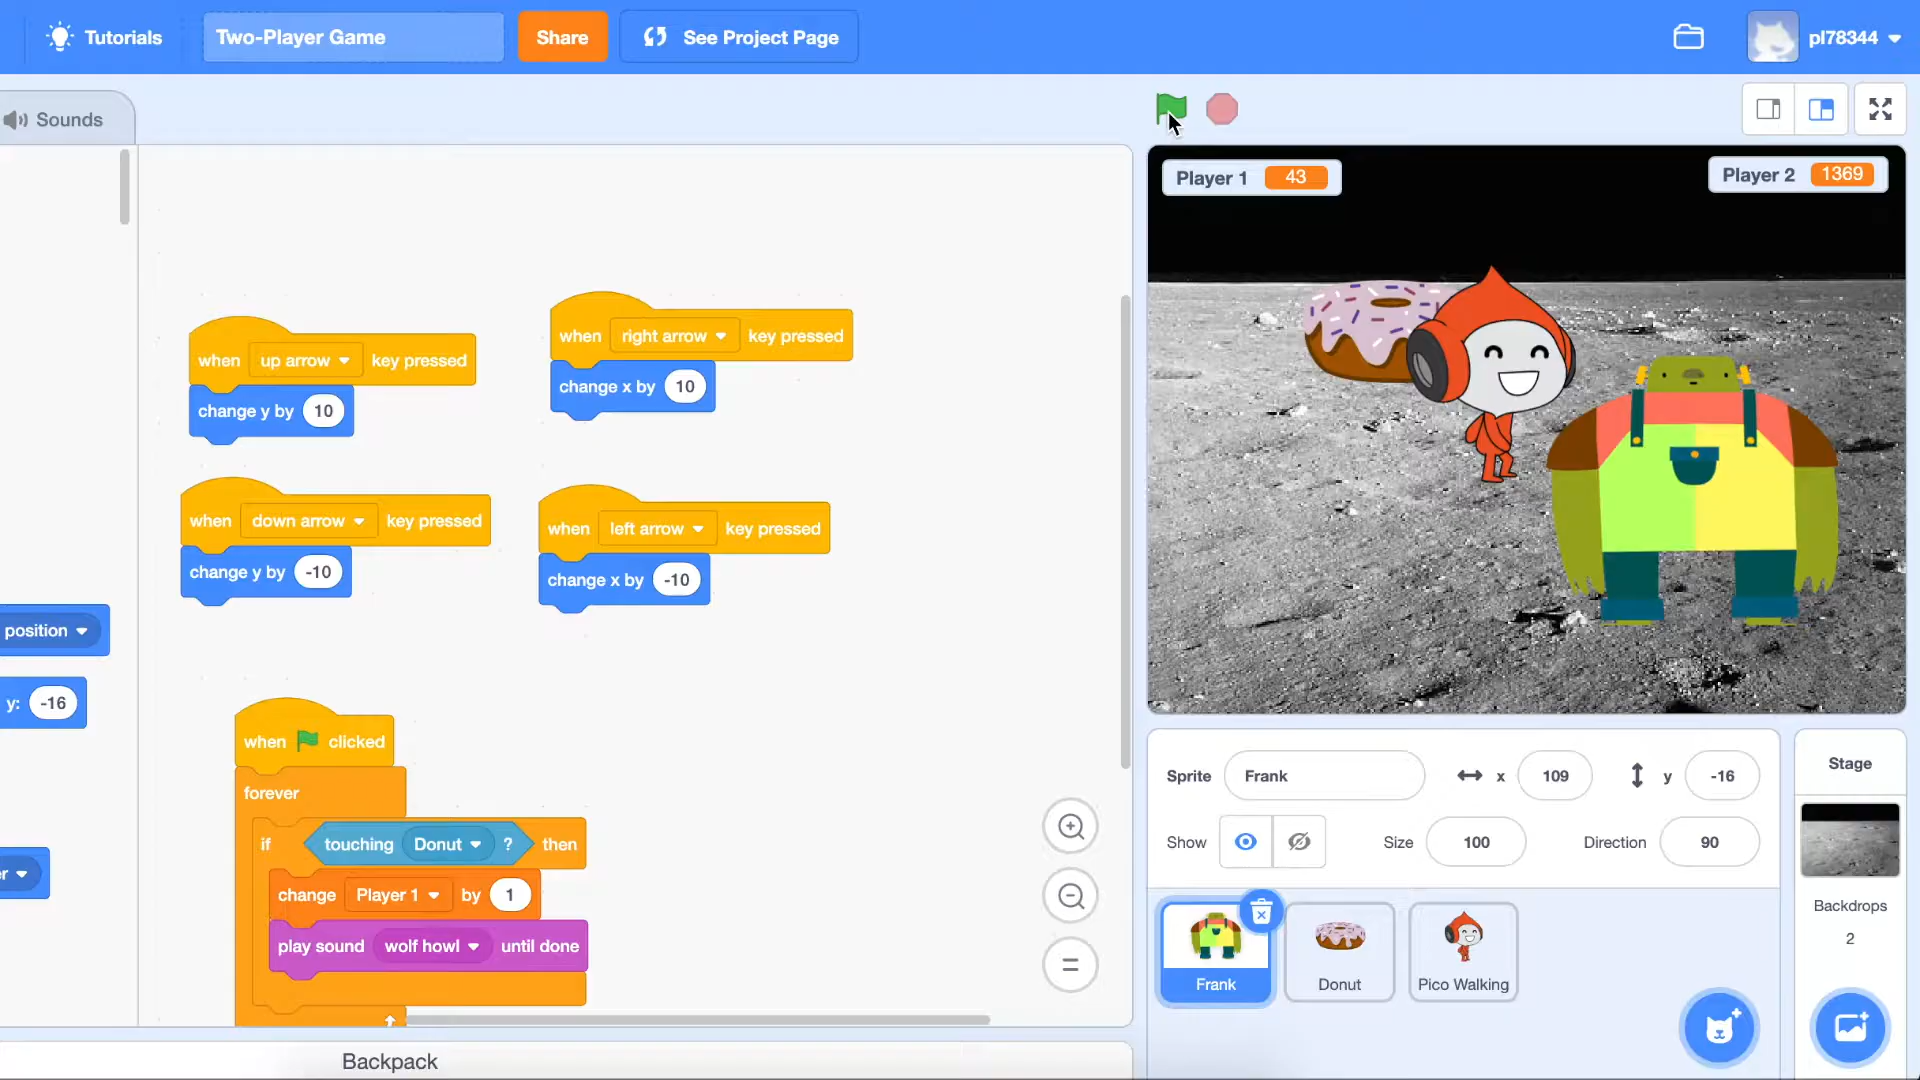 Tutorials
Two-Player Game
Share
See Project Page
pl78344
Sounds
Player 1 43
Player 2 1369
when up arrow key pressed
change y by 10
when right arrow key pressed
change x by 10
when down arrow key pressed
change y by -10
when left arrow key pressed
change x by -10
position
y: -16
when clicked
forever
if touching Donut ? then
change Player 1 by 1
play sound wolf howl until done
r
Sprite Frank x 109 y -16
Show Size 100 Direction 90
Stage
Backdrops
2
Frank
Donut
Pico Walking
Backpack